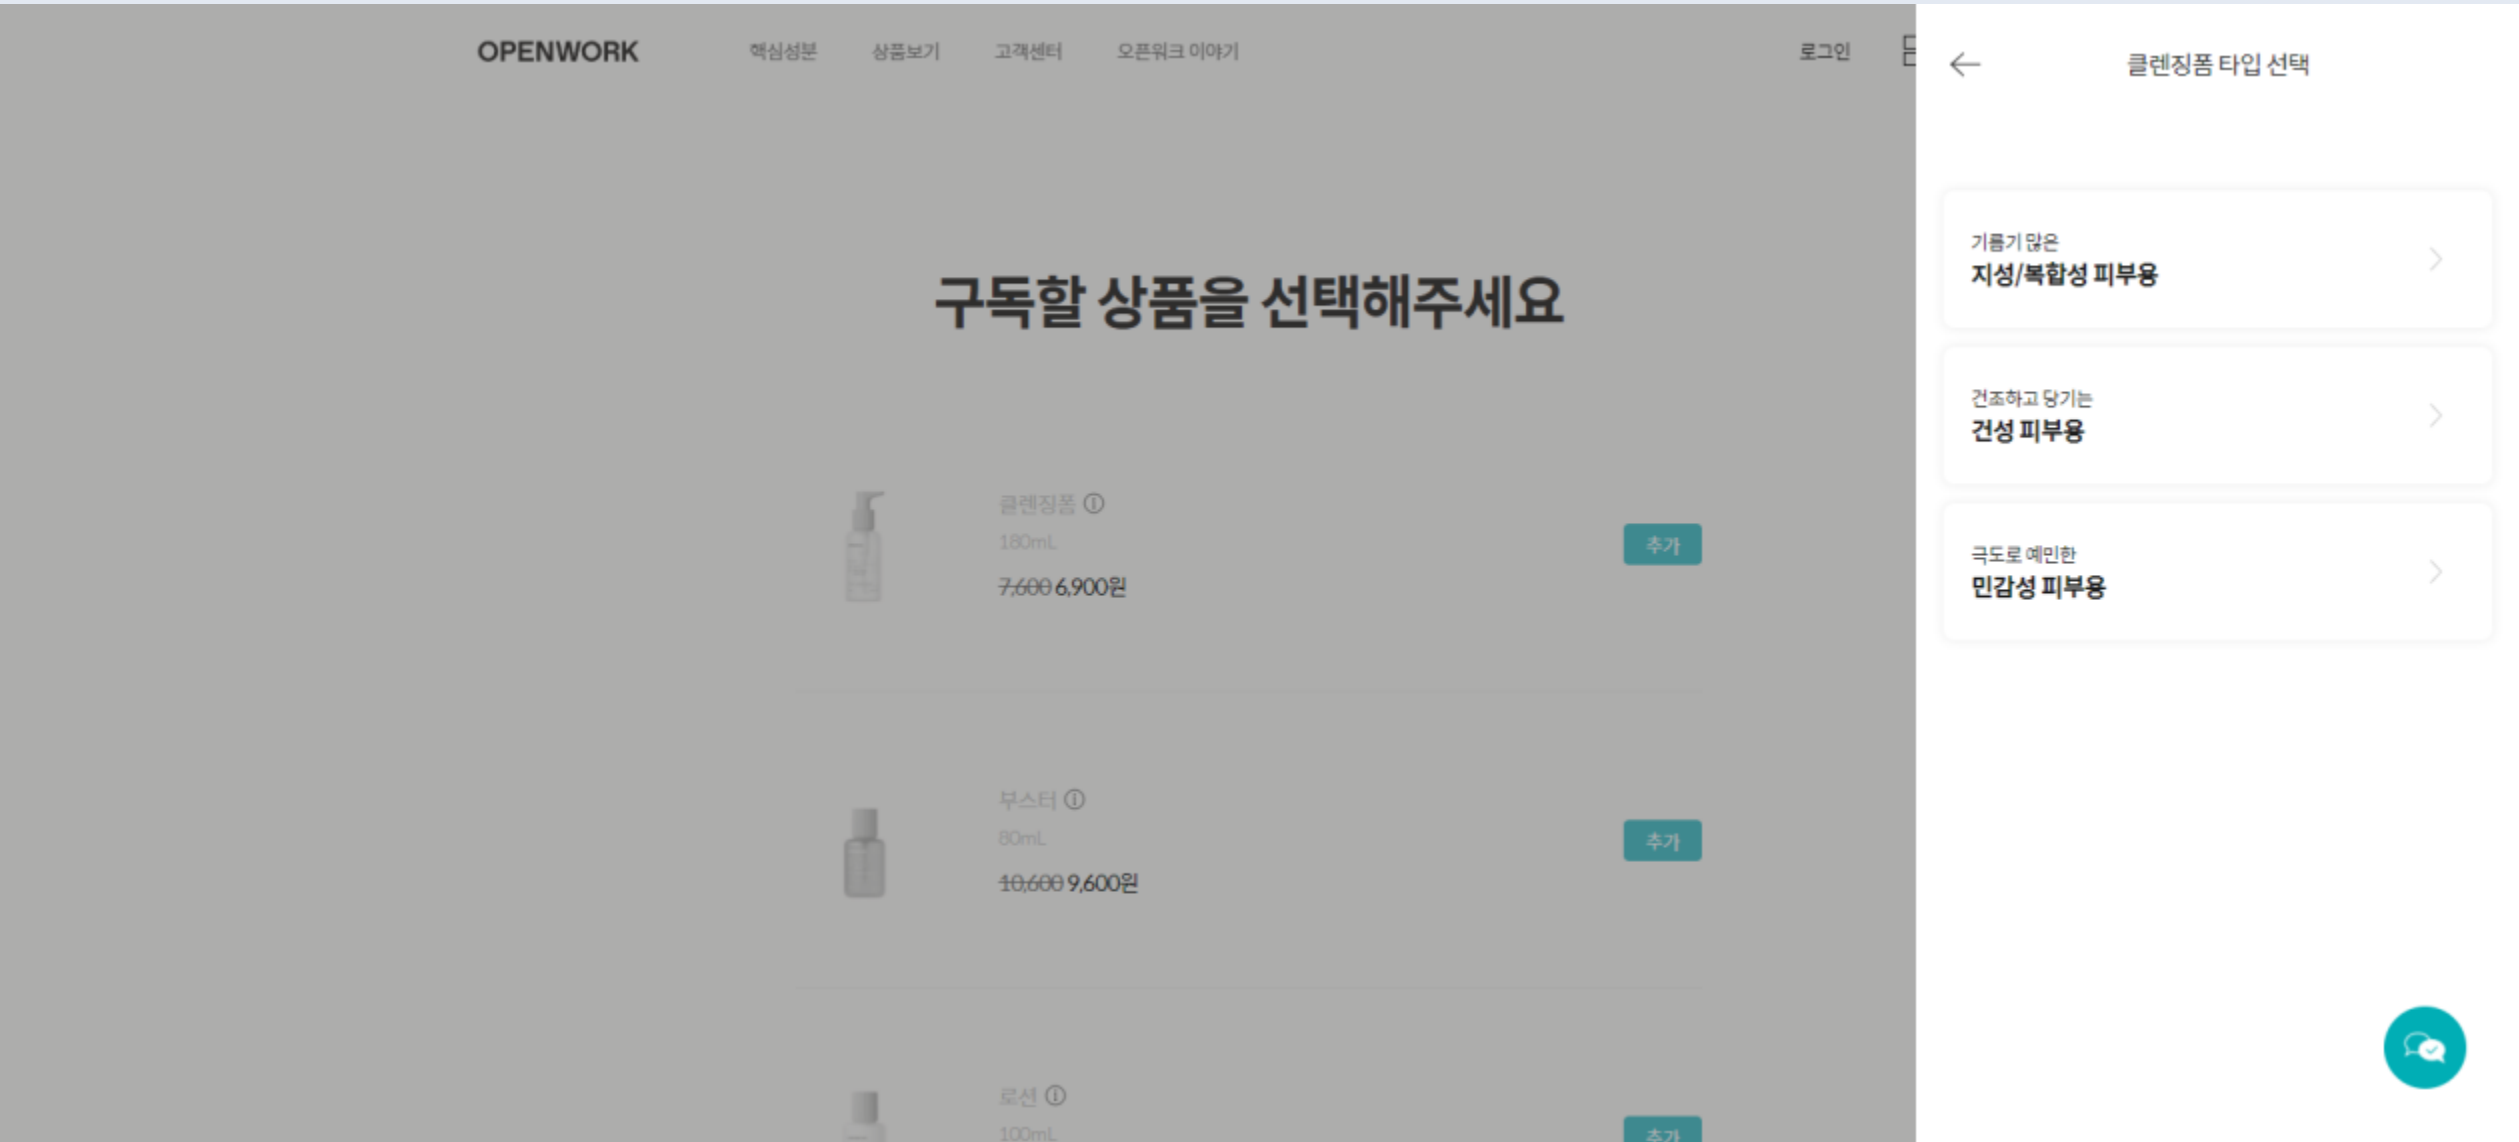 OPENWORK 핵심성분 상품보기 고객센터 오픈워크 이야기 로그인
구독할 상품을 선택해주세요
클렌징폼
180mL
7,600 6,900원
추가
부스터
80mL
10,600 9,600원
추가
로션
100mL
추가
클렌징폼 타입 선택
기름기 많은
지성/복합성 피부용
건조하고 당기는
건성 피부용
극도로 예민한
민감성 피부용